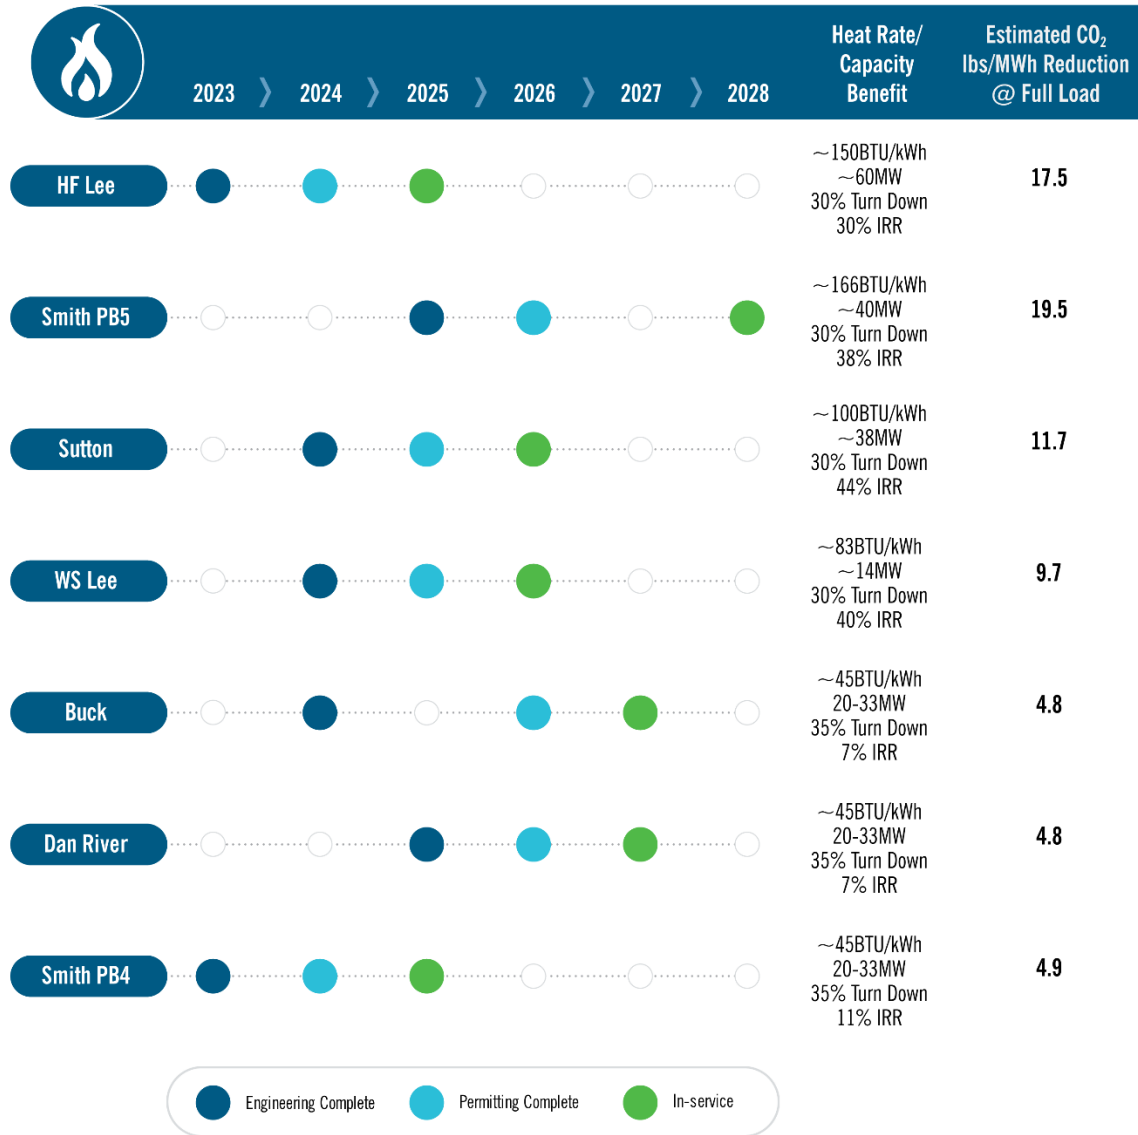 2023 〉 2024 〉 2025 〉 2026 〉 2027 〉 2028
Heat Rate/
Capacity
Benefit
Estimated CO₂
lbs/MWh Reduction
@ Full Load
HF Lee
~150BTU/kWh
~60MW
30% Turn Down
30% IRR
17.5
Smith PB5
~166BTU/kWh
~40MW
30% Turn Down
38% IRR
19.5
Sutton
~100BTU/kWh
~38MW
30% Turn Down
44% IRR
11.7
WS Lee
~83BTU/kWh
~14MW
30% Turn Down
40% IRR
9.7
Buck
~45BTU/kWh
20-33MW
35% Turn Down
7% IRR
4.8
Dan River
~45BTU/kWh
20-33MW
35% Turn Down
7% IRR
4.8
Smith PB4
~45BTU/kWh
20-33MW
35% Turn Down
11% IRR
4.9
Engineering Complete
Permitting Complete
In-service